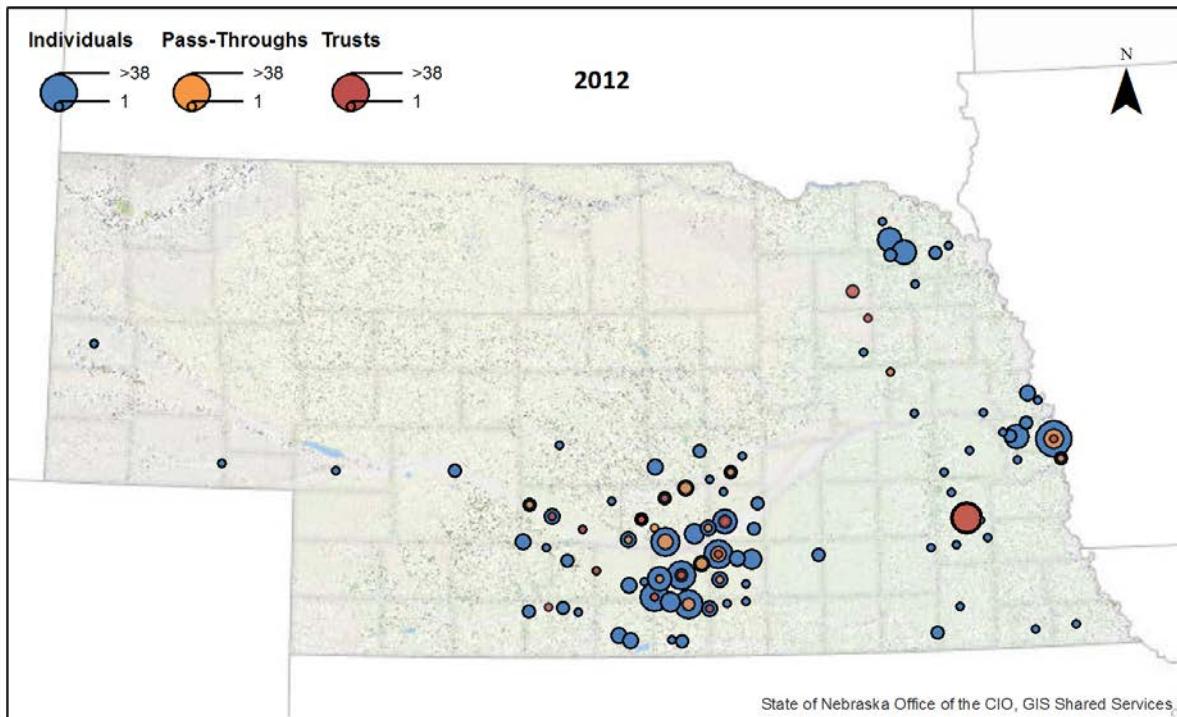 Individuals Pass-Throughs Trusts
>38 >38 >38
1 1 1
2012
N
State of Nebraska Office of the CIO, GIS Shared Services